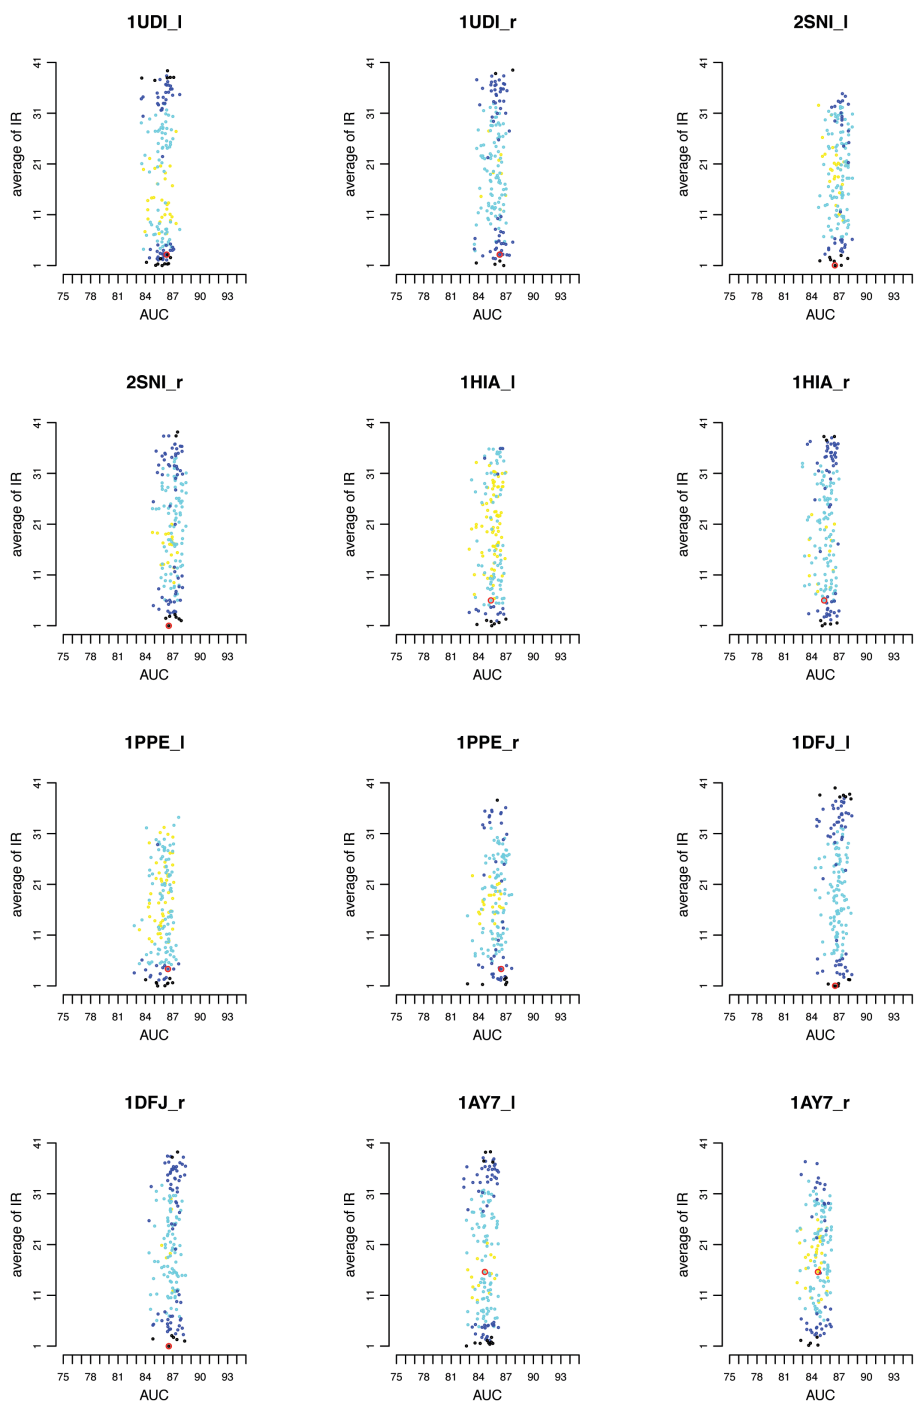 1UDI_l 1UDI_r 2SNI_l
41 41 41
31 31 31
21 21 21
11 11 11
1 1 1
average of IR average of IR average of IR
75 78 81 84 87 90 93 75 78 81 84 87 90 93 75 78 81 84 87 90 93
AUC AUC AUC
2SNI_r 1HIA_l 1HIA_r
41 41 41
31 31 31
21 21 21
11 11 11
1 1 1
average of IR average of IR average of IR
75 78 81 84 87 90 93 75 78 81 84 87 90 93 75 78 81 84 87 90 93
AUC AUC AUC
1PPE_l 1PPE_r 1DFJ_l
41 41 41
31 31 31
21 21 21
11 11 11
1 1 1
average of IR average of IR average of IR
75 78 81 84 87 90 93 75 78 81 84 87 90 93 75 78 81 84 87 90 93
AUC AUC AUC
1DFJ_r 1AY7_l 1AY7_r
41 41 41
31 31 31
21 21 21
11 11 11
1 1 1
average of IR average of IR average of IR
75 78 81 84 87 90 93 75 78 81 84 87 90 93 75 78 81 84 87 90 93
AUC AUC AUC